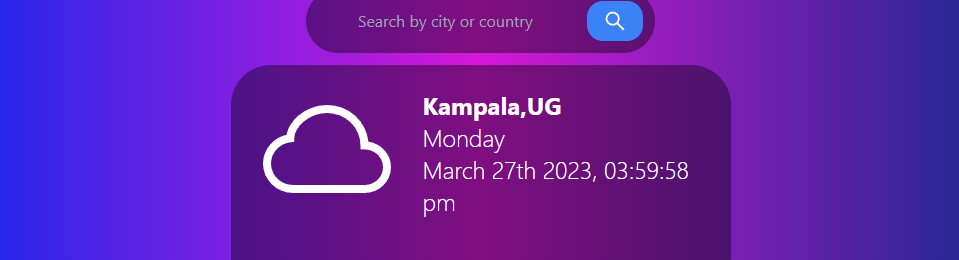 Search by city or country
Kampala,UG
Monday
March 27th 2023, 03:59:58
pm